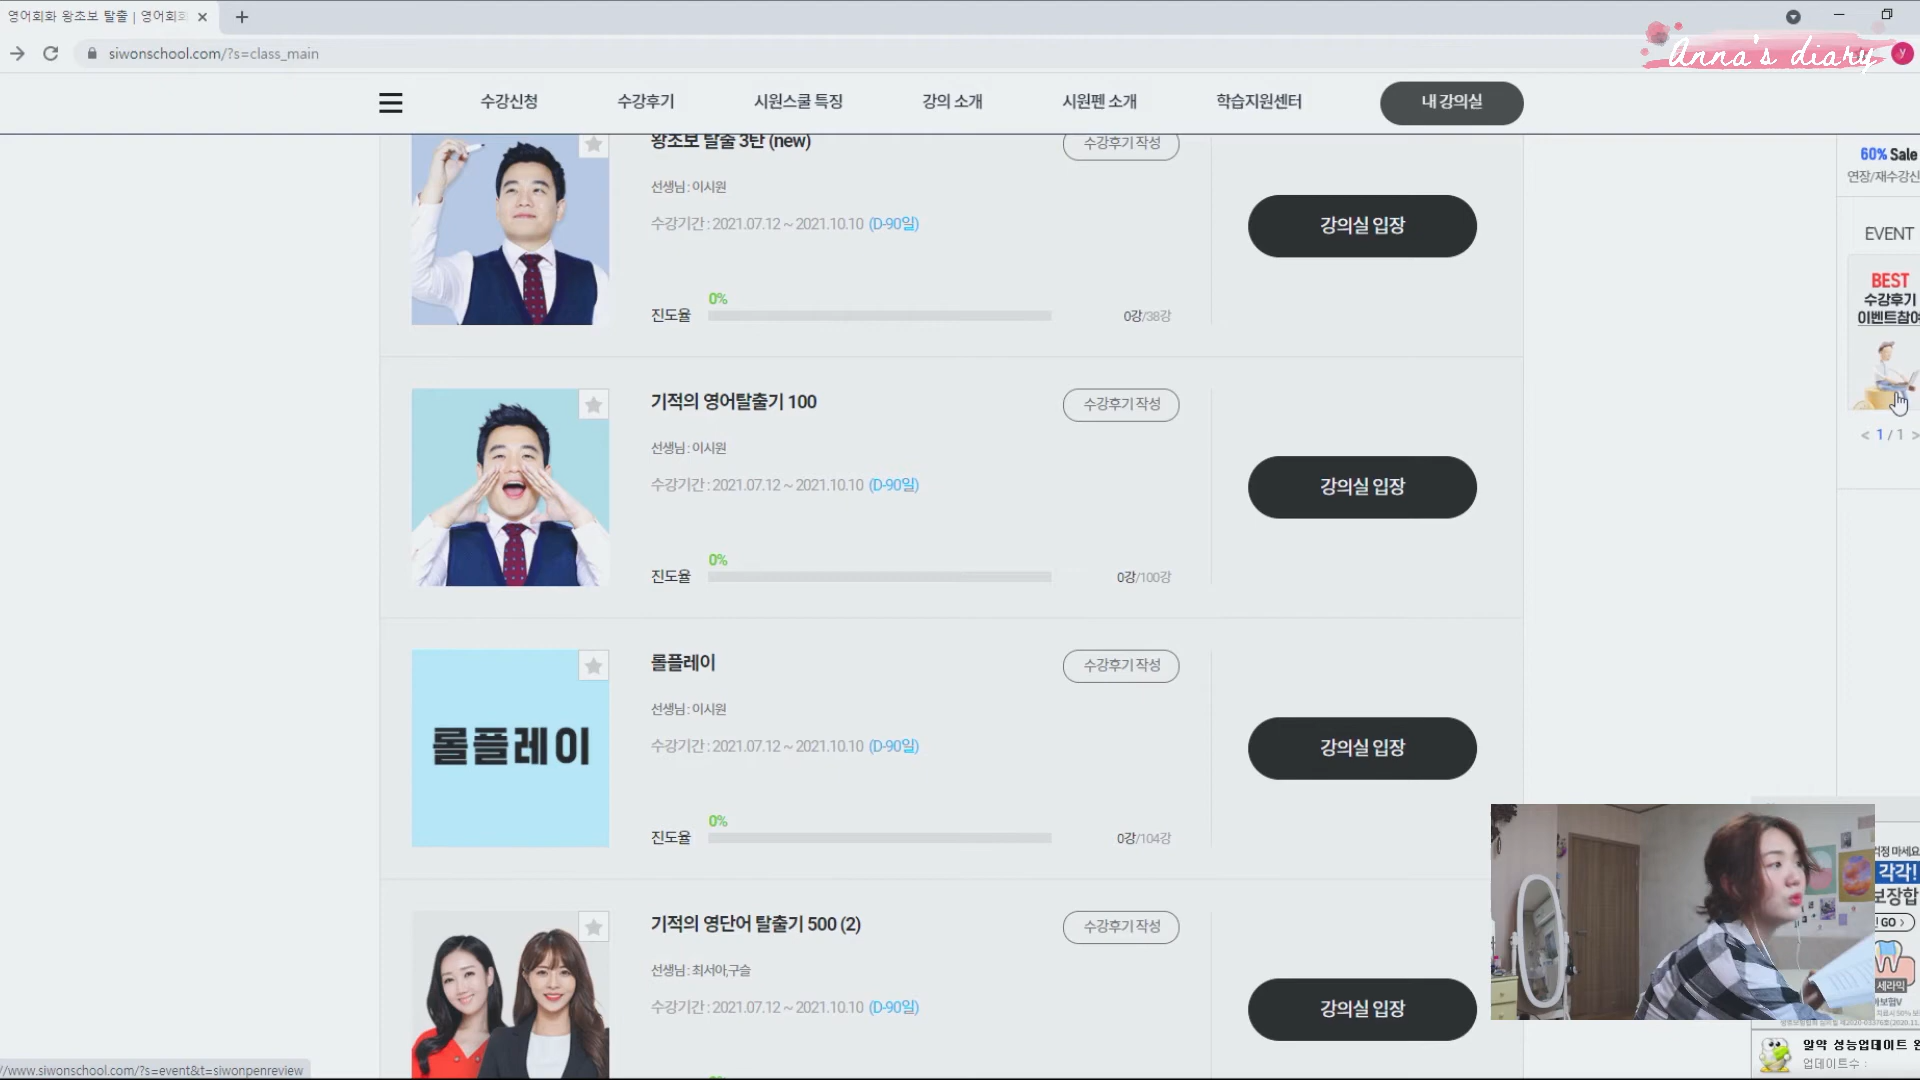 영어회화 왕초보 탈출 | 영어회화
siwonschool.com/?s=class_main
Anna's diary
y
수강신청
수강후기
시원스쿨 특징
강의 소개
시원펜 소개
학습지원센터
내 강의실
왕초보 탈출 3탄 (new)
수강후기 작성
선생님 : 이시원
수강기간 : 2021.07.12 ~ 2021.10.10 (D-90일)
강의실 입장
0%
진도율
0강/38강
기적의 영어탈출기 100
수강후기 작성
선생님 : 이시원
수강기간 : 2021.07.12 ~ 2021.10.10 (D-90일)
강의실 입장
0%
진도율
0강/100강
롤플레이
롤플레이
수강후기 작성
선생님 : 이시원
수강기간 : 2021.07.12 ~ 2021.10.10 (D-90일)
강의실 입장
0%
진도율
0강/104강
기적의 영단어 탈출기 500 (2)
수강후기 작성
선생님 : 최서아,구슬
수강기간 : 2021.07.12 ~ 2021.10.10 (D-90일)
강의실 입장
60% Sale
연장/재수강신
EVENT
BEST
수강후기
이벤트참여
< 1 / 1 >
마세요
각각!
보장합
GO >
세라믹
알약 성능업데이트 완
업데이트수 :
//www.siwonschool.com/?s=event&t=siwonpenreview